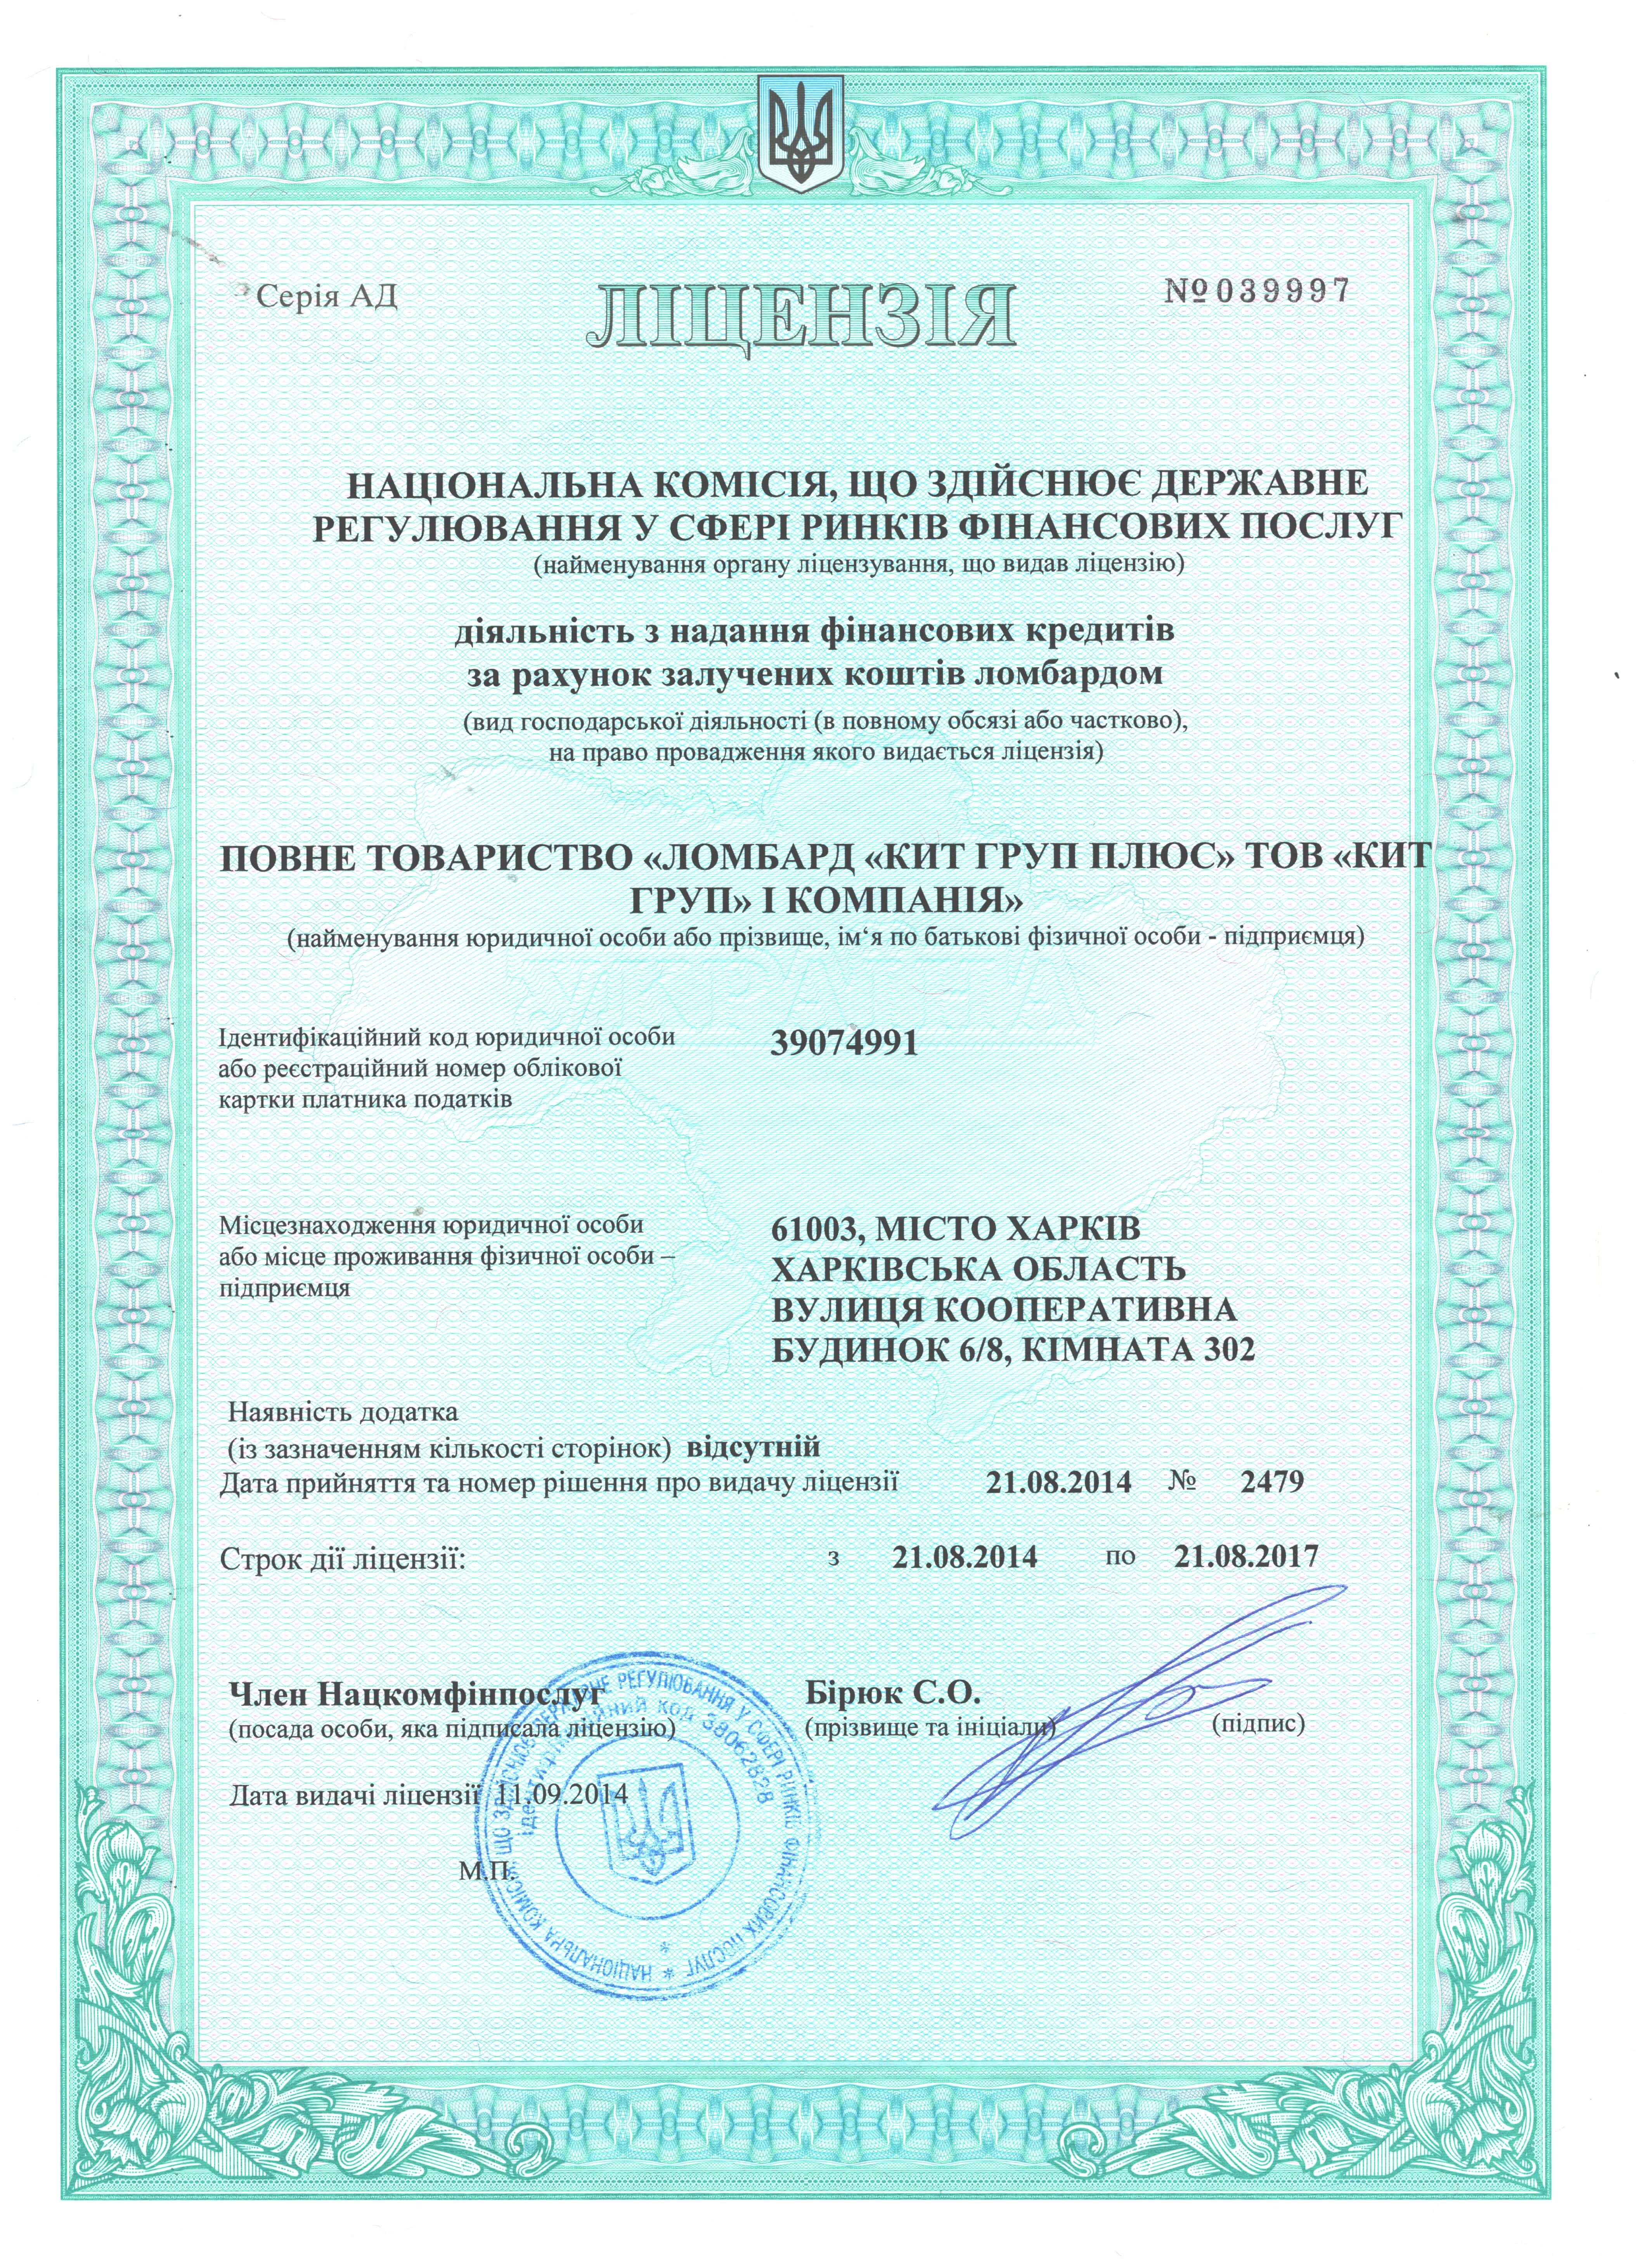 Серія АД
ЛІЦЕНЗІЯ
№039997
НАЦІОНАЛЬНА КОМІСІЯ, ЩО ЗДІЙСНЮЄ ДЕРЖАВНЕ
РЕГУЛЮВАННЯ У СФЕРІ РИНКІВ ФІНАНСОВИХ ПОСЛУГ
(найменування органу ліцензування, що видав ліцензію)
діяльність з надання фінансових кредитів
за рахунок залучених коштів ломбардом
(вид господарської діяльності (в повному обсязі або частково),
на право провадження якого видається ліцензія)
ПОВНЕ ТОВАРИСТВО «ЛОМБАРД «КИТ ГРУП ПЛЮС» ТОВ «КИТ
ГРУП» І КОМПАНІЯ»
(найменування юридичної особи або прізвище, ім‘я по батькові фізичної особи - підприємця)
УКРАЇНА
Ідентифікаційний код юридичної особи
або реєстраційний номер облікової
картки платника податків
39074991
Місцезнаходження юридичної особи
або місце проживання фізичної особи –
підприємця
61003, МІСТО ХАРКІВ
ХАРКІВСЬКА ОБЛАСТЬ
ВУЛИЦЯ КООПЕРАТИВНА
БУДИНОК 6/8, КІМНАТА 302
Наявність додатка
(із зазначенням кількості сторінок) відсутній
Дата прийняття та номер рішення про видачу ліцензії 21.08.2014 № 2479
Строк дії ліцензії: з 21.08.2014 по 21.08.2017
Член Нацкомфінпослуг
(посада особи, яка підписала ліцензію)
Бірюк С.О.
(прізвище та ініціали)
(підпис)
Дата видачі ліцензії 11.09.2014
М.П.
НАЦІОНАЛЬНА КОМІСІЯ, ЩО ЗДІЙСНЮЄ ДЕРЖАВНЕ РЕГУЛЮВАННЯ У СФЕРІ РИНКІВ ФІНАНСОВИХ ПОСЛУГ
Ідентифікаційний код 38062828